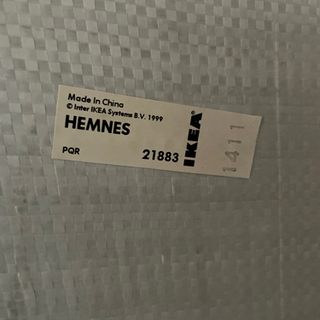 Made In China
© Inter IKEA Systems B.V. 1999
HEMNES
PQR 21883
IKEA
1411